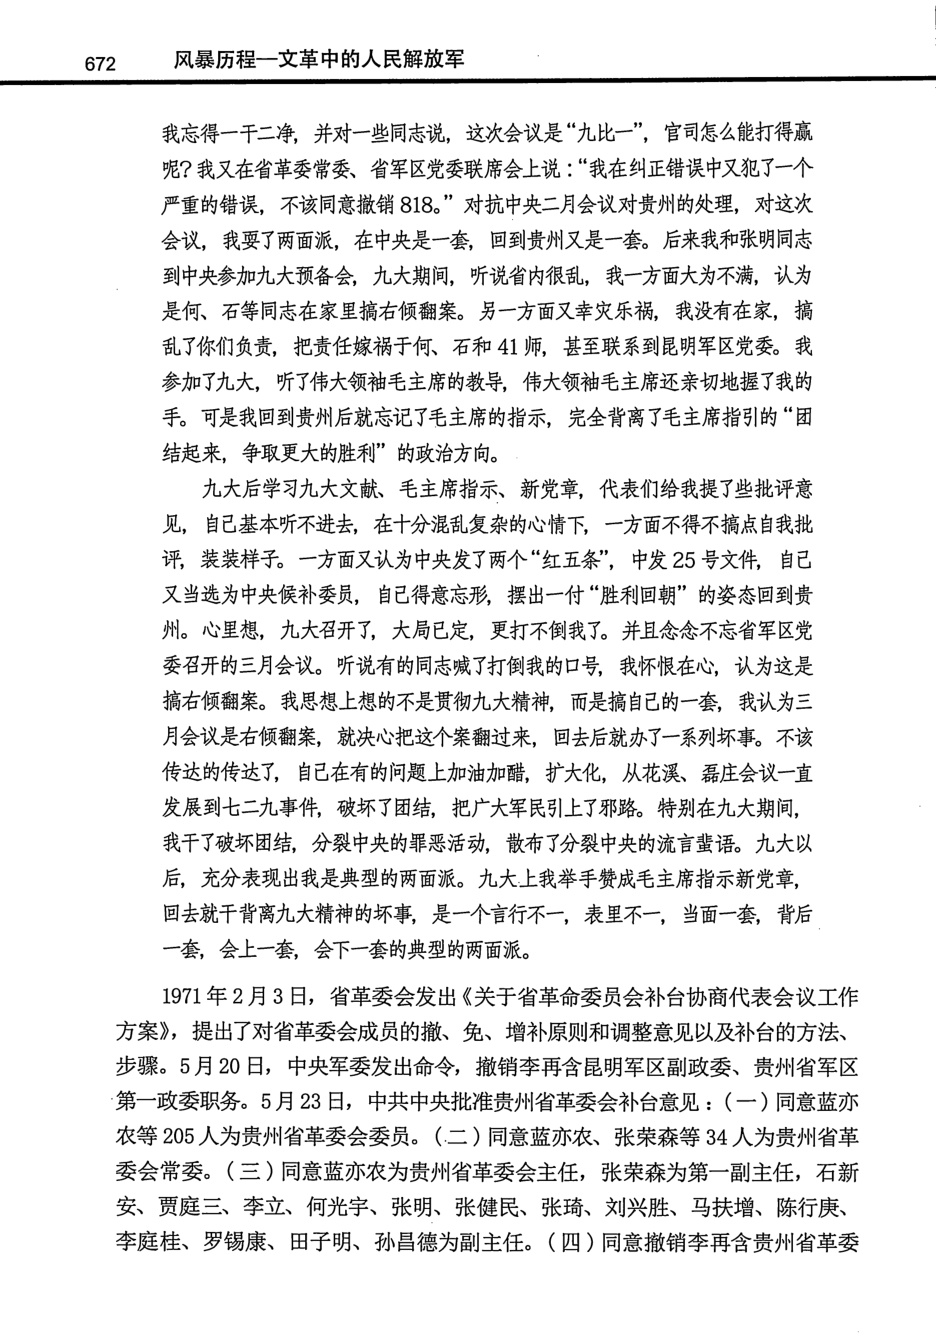 672 风暴历程—文革中的人民解放军
我忘得一干二净，并对一些同志说，这次会议是“九比一”，官司怎么能打得赢
呢？我又在省革委常委、省军区党委联席会上说：“我在纠正错误中又犯了一个
严重的错误，不该同意撤销818。”对抗中央二月会议对贵州的处理，对这次
会议，我耍了两面派，在中央是一套，回到贵州又是一套。后来我和张明同志
到中央参加九大预备会，九大期间，听说省内很乱，我一方面大为不满，认为
是何、石等同志在家里搞右倾翻案。另一方面又幸灾乐祸，我没有在家，搞
乱了你们负责，把责任嫁祸于何、石和41师，甚至联系到昆明军区党委。我
参加了九大，听了伟大领袖毛主席的教导，伟大领袖毛主席还亲切地握了我的
手。可是我回到贵州后就忘记了毛主席的指示，完全背离了毛主席指引的“团
结起来，争取更大的胜利”的政治方向。
九大后学习九大文献、毛主席指示、新党章，代表们给我提了些批评意
见，自己基本听不进去，在十分混乱复杂的心情下，一方面不得不搞点自我批
评，装装样子。一方面又认为中央发了两个“红五条”，中发25号文件，自己
又当选为中央候补委员，自己得意忘形，摆出一付“胜利回朝”的姿态回到贵
州。心里想，九大召开了，大局已定，更打不倒我了。并且念念不忘省军区党
委召开的三月会议。听说有的同志喊了打倒我的口号，我怀恨在心，认为这是
搞右倾翻案。我思想上想的不是贯彻九大精神，而是搞自己的一套，我认为三
月会议是右倾翻案，就决心把这个案翻过来，回去后就办了一系列坏事。不该
传达的传达了，自己在有的问题上加油加醋，扩大化，从花溪、磊庄会议一直
发展到七二九事件，破坏了团结，把广大军民引上了邪路。特别在九大期间，
我干了破坏团结，分裂中央的罪恶活动，散布了分裂中央的流言蜚语。九大以
后，充分表现出我是典型的两面派。九大上我举手赞成毛主席指示新党章，
回去就干背离九大精神的坏事，是一个言行不一，表里不一，当面一套，背后
一套，会上一套，会下一套的典型的两面派。
1971年2月3日，省革委会发出《关于省革命委员会补台协商代表会议工作
方案》，提出了对省革委会成员的撤、免、增补原则和调整意见以及补台的方法、
步骤。5月20日，中央军委发出命令，撤销李再含昆明军区副政委、贵州省军区
第一政委职务。5月23日，中共中央批准贵州省革委会补台意见：(一)同意蓝亦
农等205人为贵州省革委会委员。(二)同意蓝亦农、张荣森等34人为贵州省革
委会常委。(三)同意蓝亦农为贵州省革委会主任，张荣森为第一副主任，石新
安、贾庭三、李立、何光宇、张明、张健民、张琦、刘兴胜、马扶增、陈行庚、
李庭桂、罗锡康、田子明、孙昌德为副主任。(四)同意撤销李再含贵州省革委